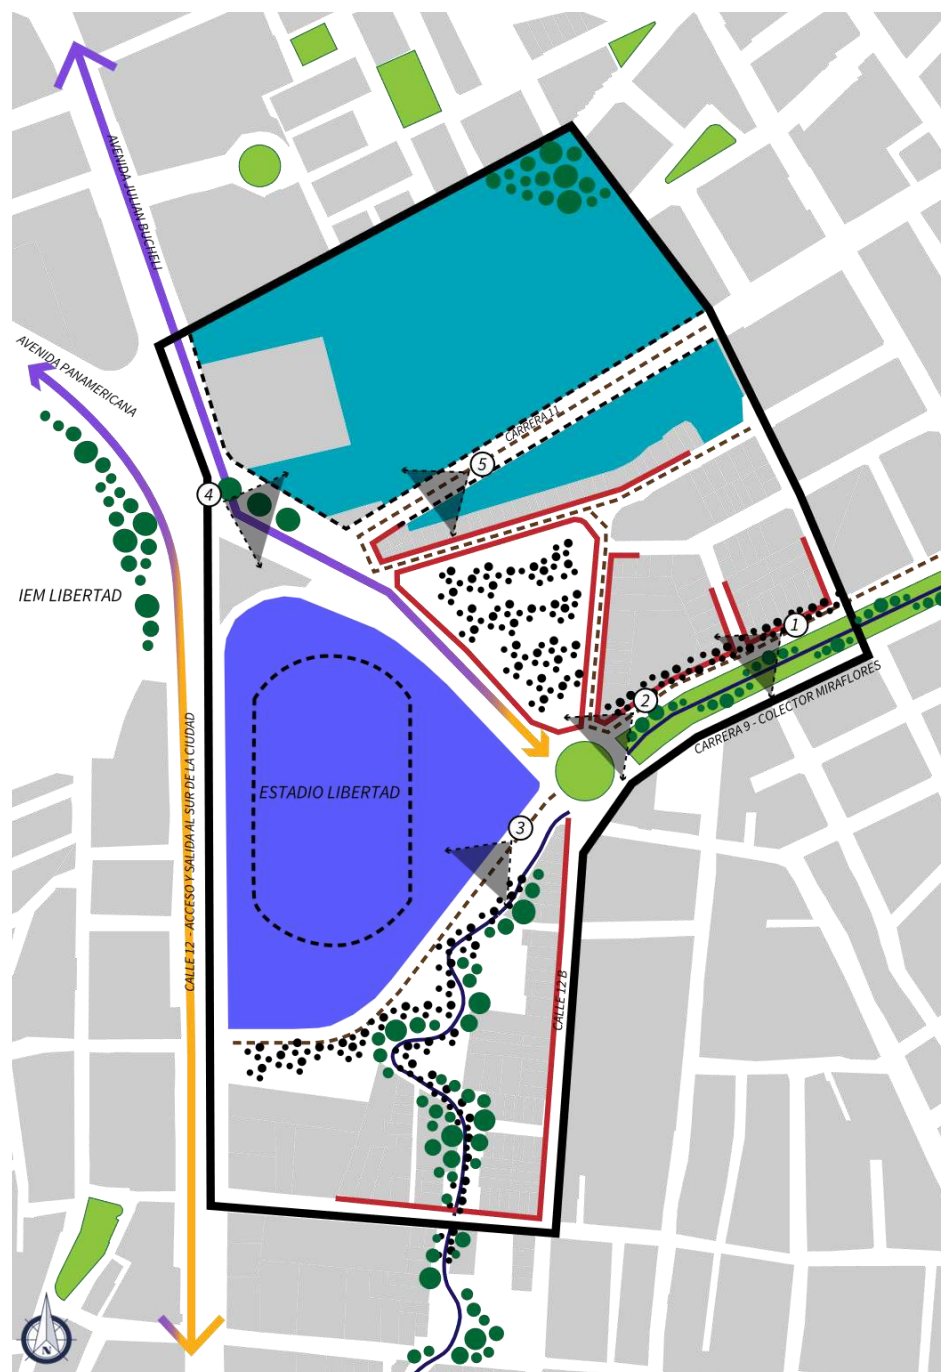 AVENIDA JULIAN BUCHELI
AVENIDA PANAMERICANA
CARRERA 11
5
4
IEM LIBERTAD
1
2
CARRERA 9 - COLECTOR MIRAFLORES
ESTADIO LIBERTAD
3
CALLE 12 - ACCESO Y SALIDA AL SUR DE LA CIUDAD
CALLE 12 B
N